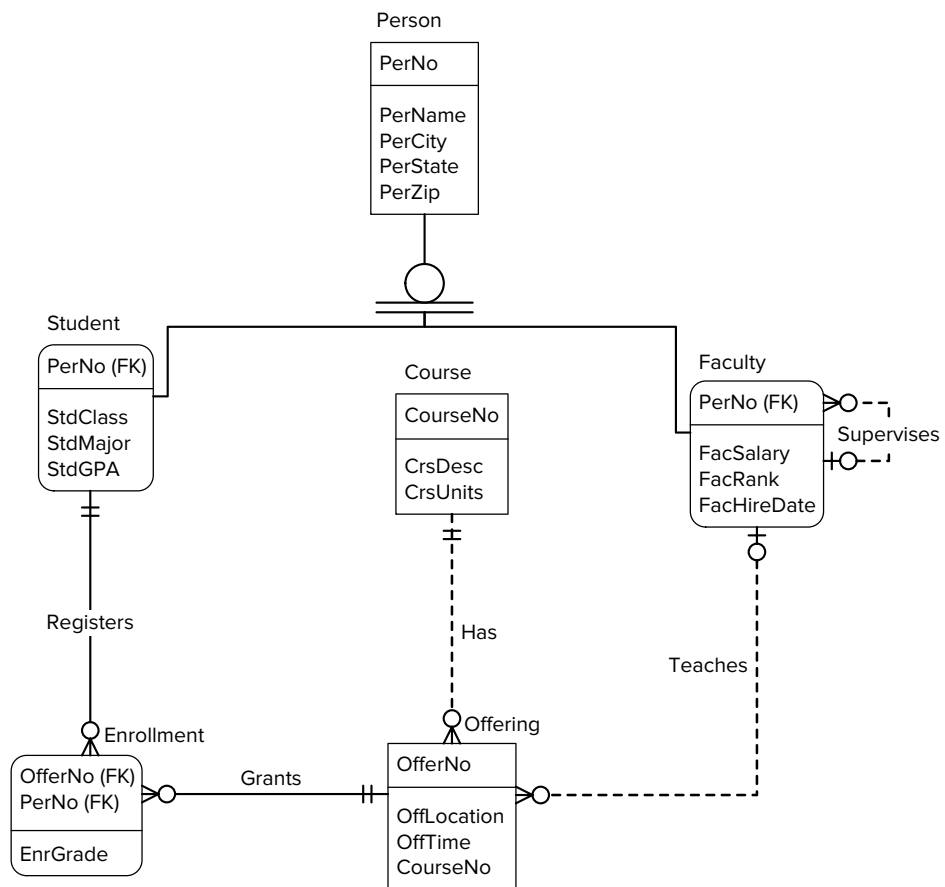 Person
PerNo
PerName
PerCity
PerState
PerZip
Student
PerNo (FK)
StdClass
StdMajor
StdGPA
Course
CourseNo
CrsDesc
CrsUnits
Faculty
PerNo (FK)
FacSalary
FacRank
FacHireDate
Supervises
Registers
Has
Teaches
Enrollment
OfferNo (FK)
PerNo (FK)
EnrGrade
Grants
Offering
OfferNo
OffLocation
OffTime
CourseNo